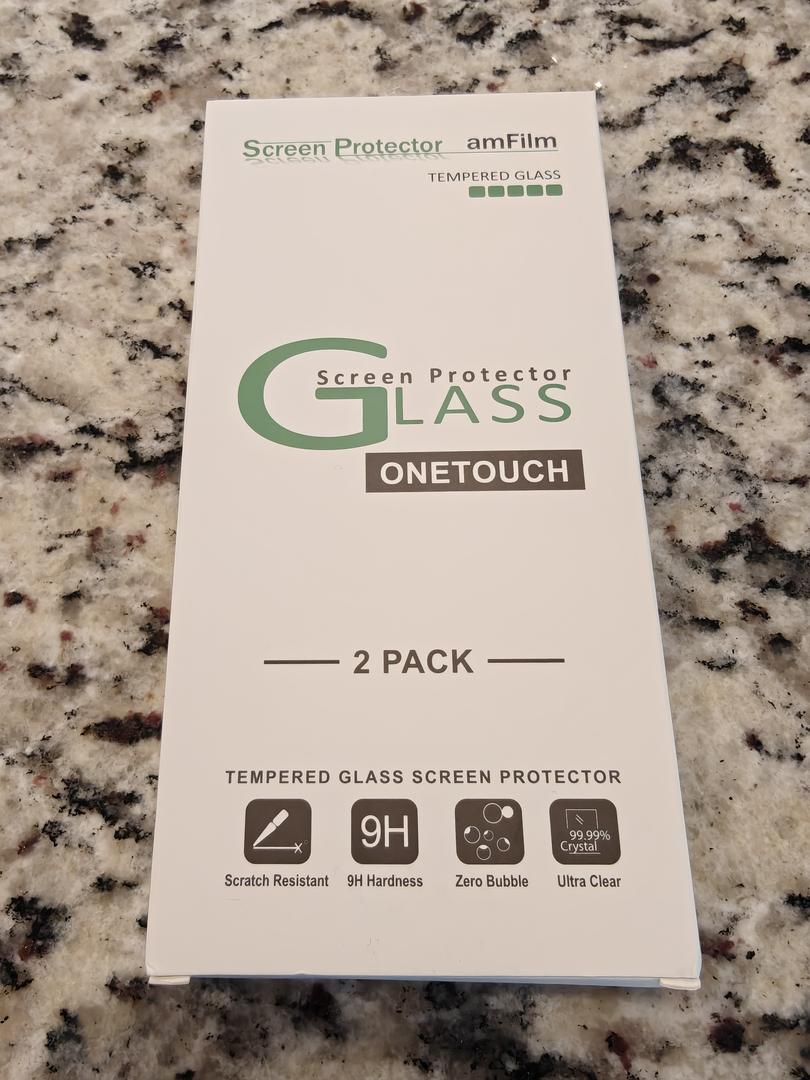 Screen Protector amFilm
TEMPERED GLASS
Screen Protector
GLASS
ONETOUCH
2 PACK
TEMPERED GLASS SCREEN PROTECTOR
9H
99.99%
Crystal
Scratch Resistant 9H Hardness Zero Bubble Ultra Clear